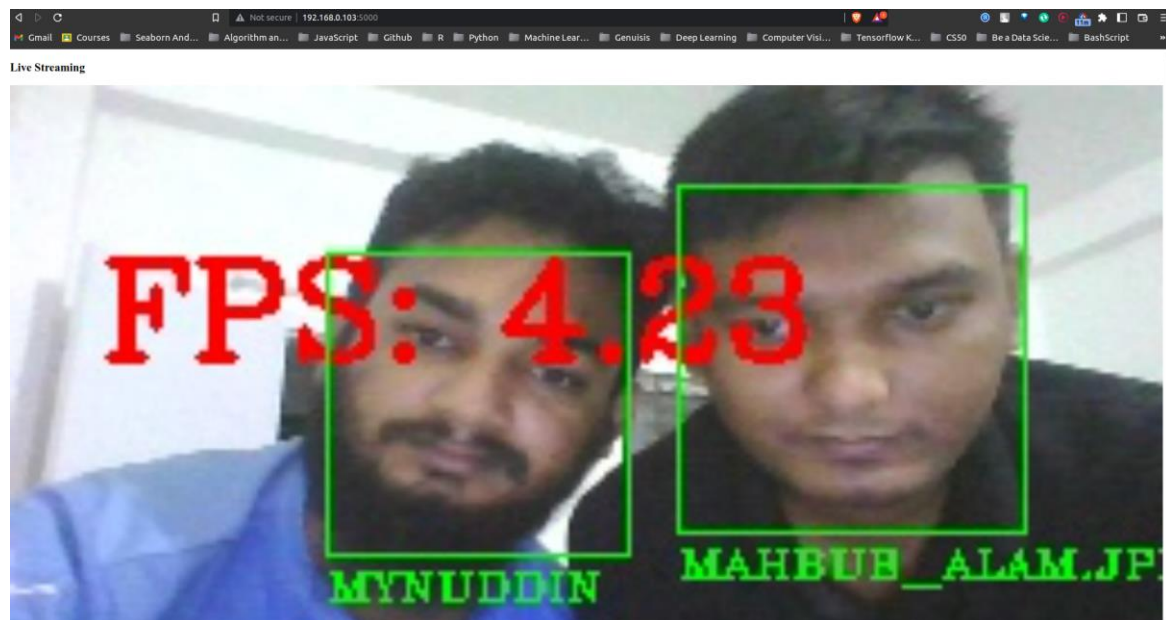 Not secure | 192.168.0.103:5000
Gmail Courses Seaborn And... Algorithm an... JavaScript Github R Python Machine Lear... Genuisis Deep Learning Computer Visi... Tensorflow K... CS50 Be a Data Scie... BashScript »
Live Streaming
FPS: 4.23
MYNUDDIN
MAHBUB_ALAM.JP